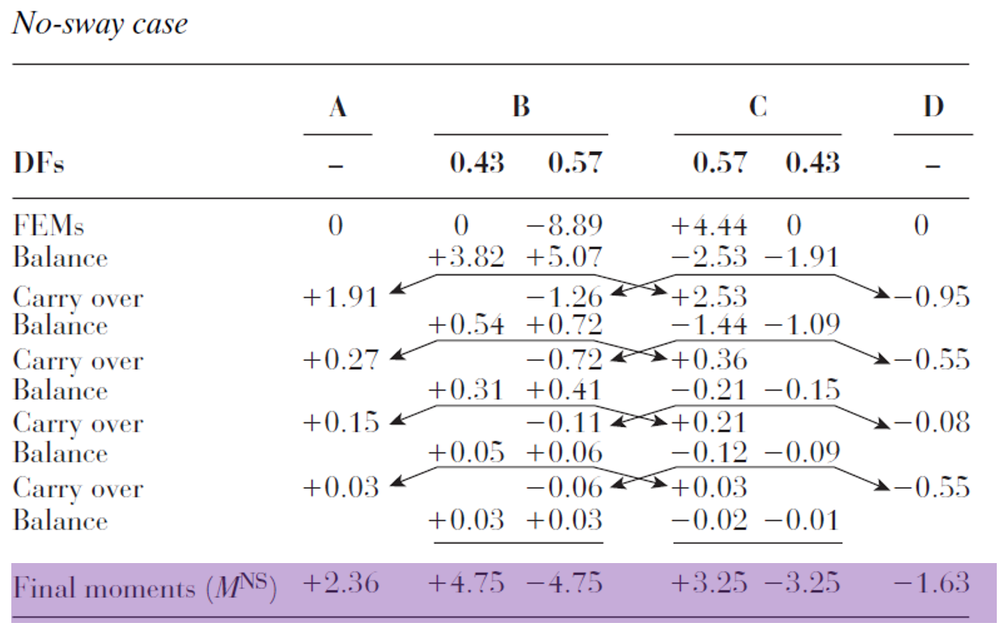 No-sway case
A B C D
DFs – 0.43 0.57 0.57 0.43 –
FEMs 0 0 −8.89 +4.44 0 0
Balance +3.82 +5.07 −2.53 −1.91
Carry over +1.91 −1.26 +2.53 −0.95
Balance +0.54 +0.72 −1.44 −1.09
Carry over +0.27 −0.72 +0.36 −0.55
Balance +0.31 +0.41 −0.21 −0.15
Carry over +0.15 −0.11 +0.21 −0.08
Balance +0.05 +0.06 −0.12 −0.09
Carry over +0.03 −0.06 +0.03 −0.55
Balance +0.03 +0.03 −0.02 −0.01
Final moments (Mᴺˢ) +2.36 +4.75 −4.75 +3.25 −3.25 −1.63